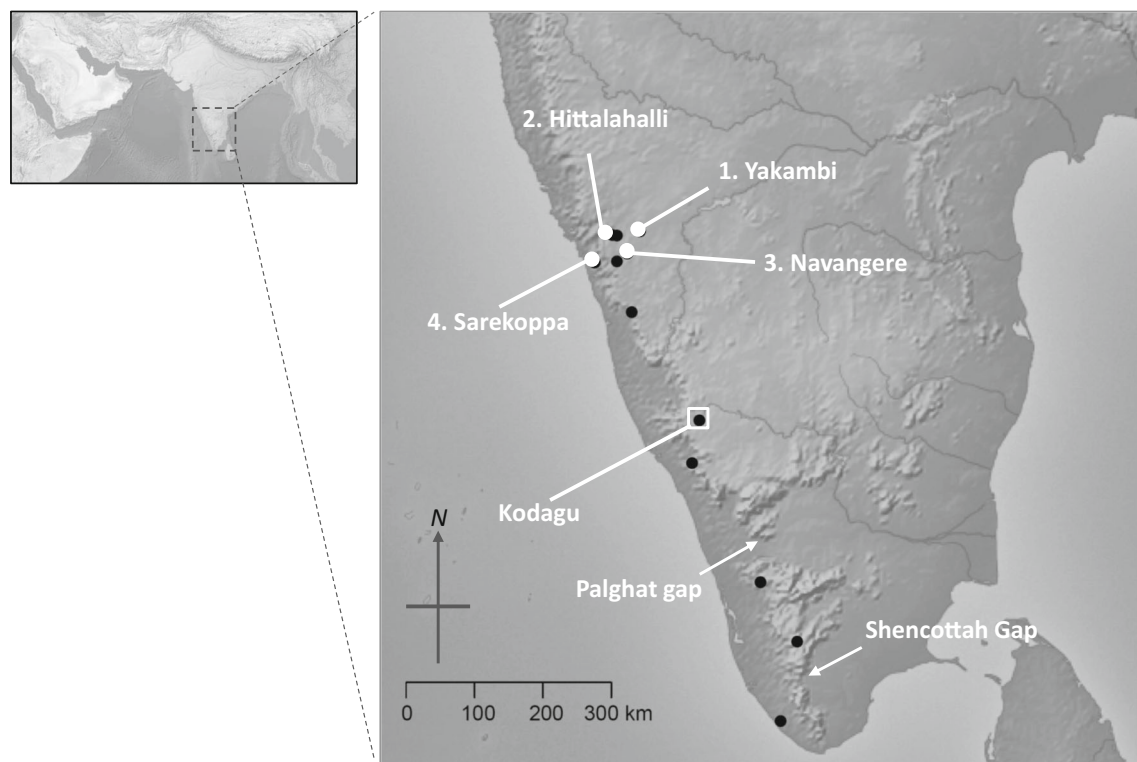 2. Hittalahalli
1. Yakambi
3. Navangere
4. Sarekoppa
Kodagu
N
Palghat gap
Shencottah Gap
0 100 200 300 km